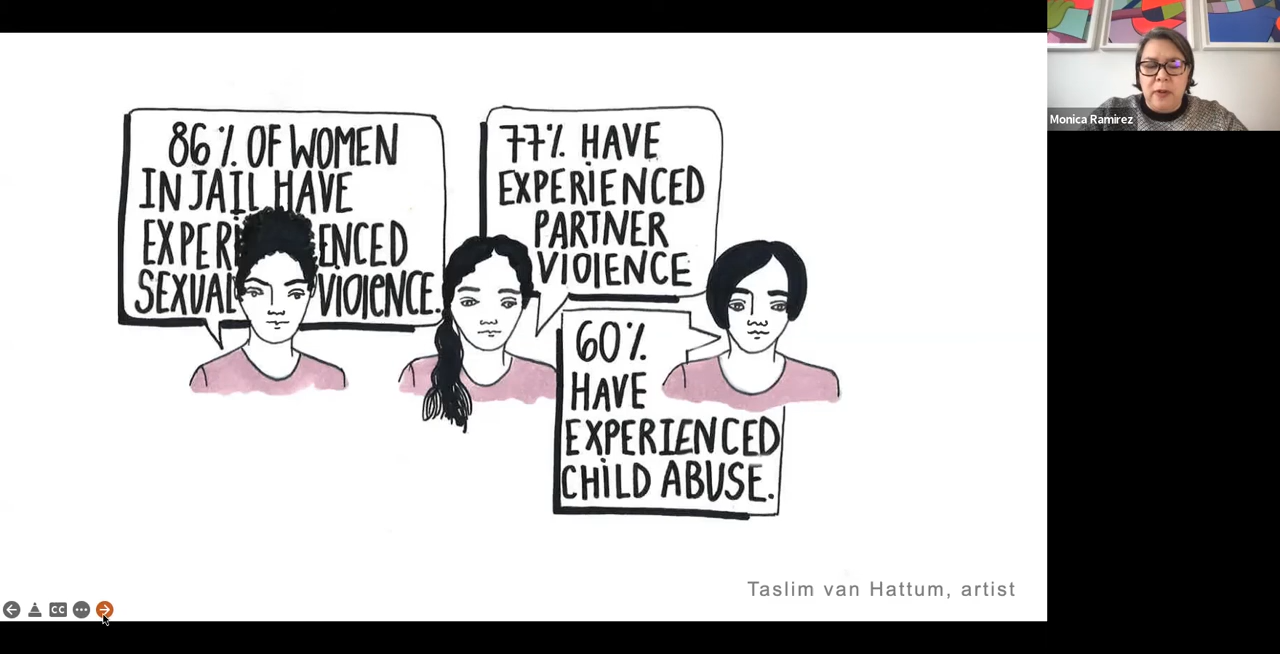 86% OF WOMEN
IN JAIL HAVE
EXPERIENCED
SEXUAL VIOLENCE.
77% HAVE
EXPERIENCED
PARTNER
VIOLENCE
60%
HAVE
EXPERIENCED
CHILD ABUSE.
Taslim van Hattum, artist
CC
Monica Ramirez